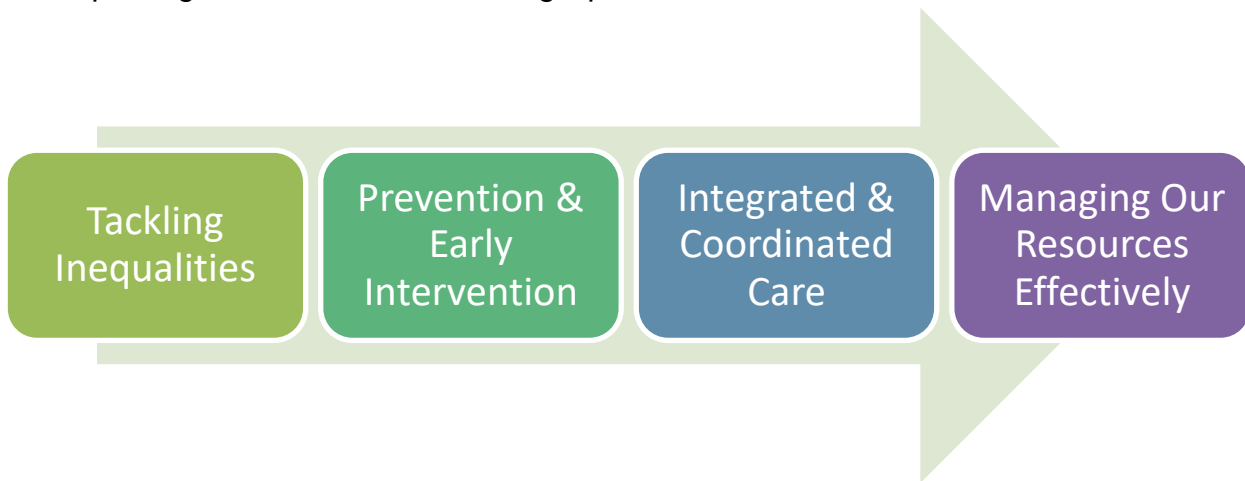 Tackling
Inequalities
Prevention &
Early
Intervention
Integrated &
Coordinated
Care
Managing Our
Resources
Effectively